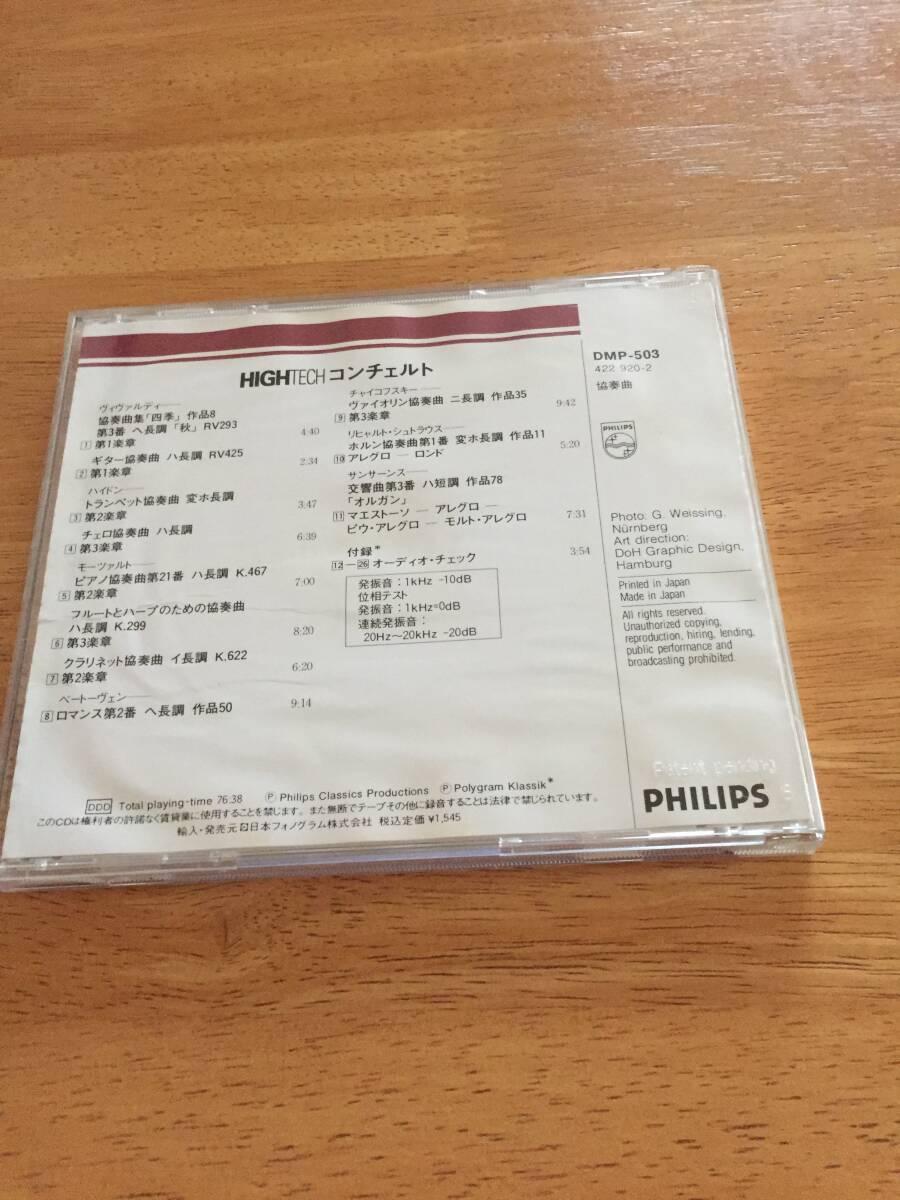 HIGHTECH コンチェルト
ヴィヴァルディ
協奏曲集「四季」作品8
第3番 ヘ長調「秋」RV293
1 第1楽章 4:40
ギター協奏曲 ハ長調 RV425
2 第1楽章 2:34
ハイドン
トランペット協奏曲 変ホ長調
3 第2楽章 3:47
チェロ協奏曲 ハ長調
4 第3楽章 6:39
モーツァルト
ピアノ協奏曲第21番 ハ長調 K.467
5 第2楽章 7:00
フルートとハープのための協奏曲
ハ長調 K.299
6 第3楽章 8:20
クラリネット協奏曲 イ長調 K.622
7 第2楽章 6:20
ベートーヴェン
8 ロマンス第2番 ヘ長調 作品50 9:14
チャイコフスキー
ヴァイオリン協奏曲 ニ長調 作品35
9 第3楽章 9:42
リヒャルト・シュトラウス
ホルン協奏曲第1番 変ホ長調 作品11
10 アレグロ ― ロンド 5:20
サンサーンス
交響曲第3番 ハ短調 作品78
「オルガン」
11 マエストーソ ― アレグロ ―
ピウ・アレグロ ― モルト・アレグロ 7:31
付録*
12―26 オーディオ・チェック 3:54
発振音:1kHz -10dB
位相テスト
発振音:1kHz=0dB
連続発振音:
20Hz~20kHz -20dB
DDD Total playing-time 76:38 Ⓟ Philips Classics Productions Ⓟ Polygram Klassik*
このCDは権利者の許諾なく賃貸業に使用することを禁じます。また無断でテープその他に録音することは法律で禁じられています。
輸入・発売元 日本フォノグラム株式会社 税込定価 ¥1,545
DMP-503
422 920-2
協奏曲
PHILIPS
Photo: G. Weissing,
Nürnberg
Art direction:
DoH Graphic Design,
Hamburg
Printed in Japan
Made in Japan
All rights reserved.
Unauthorized copying,
reproduction, hiring, lending,
public performance and
broadcasting prohibited.
Patent pending
PHILIPS